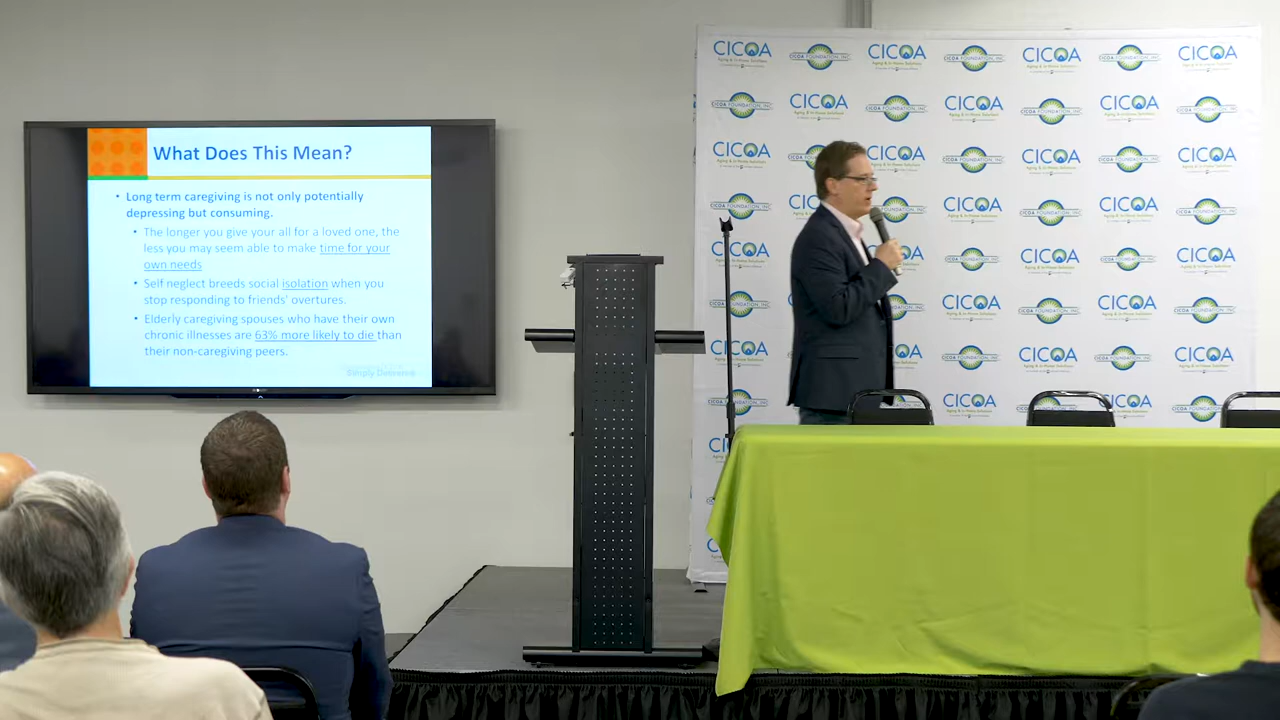 What Does This Mean?
• Long term caregiving is not only potentially
depressing but consuming.
• The longer you give your all for a loved one, the
less you may seem able to make time for your
own needs
• Self neglect breeds social isolation when you
stop responding to friends' overtures.
• Elderly caregiving spouses who have their own
chronic illnesses are 63% more likely to die than
their non-caregiving peers.
CICOA
Aging & In-Home Solutions
CICOA FOUNDATION, INC